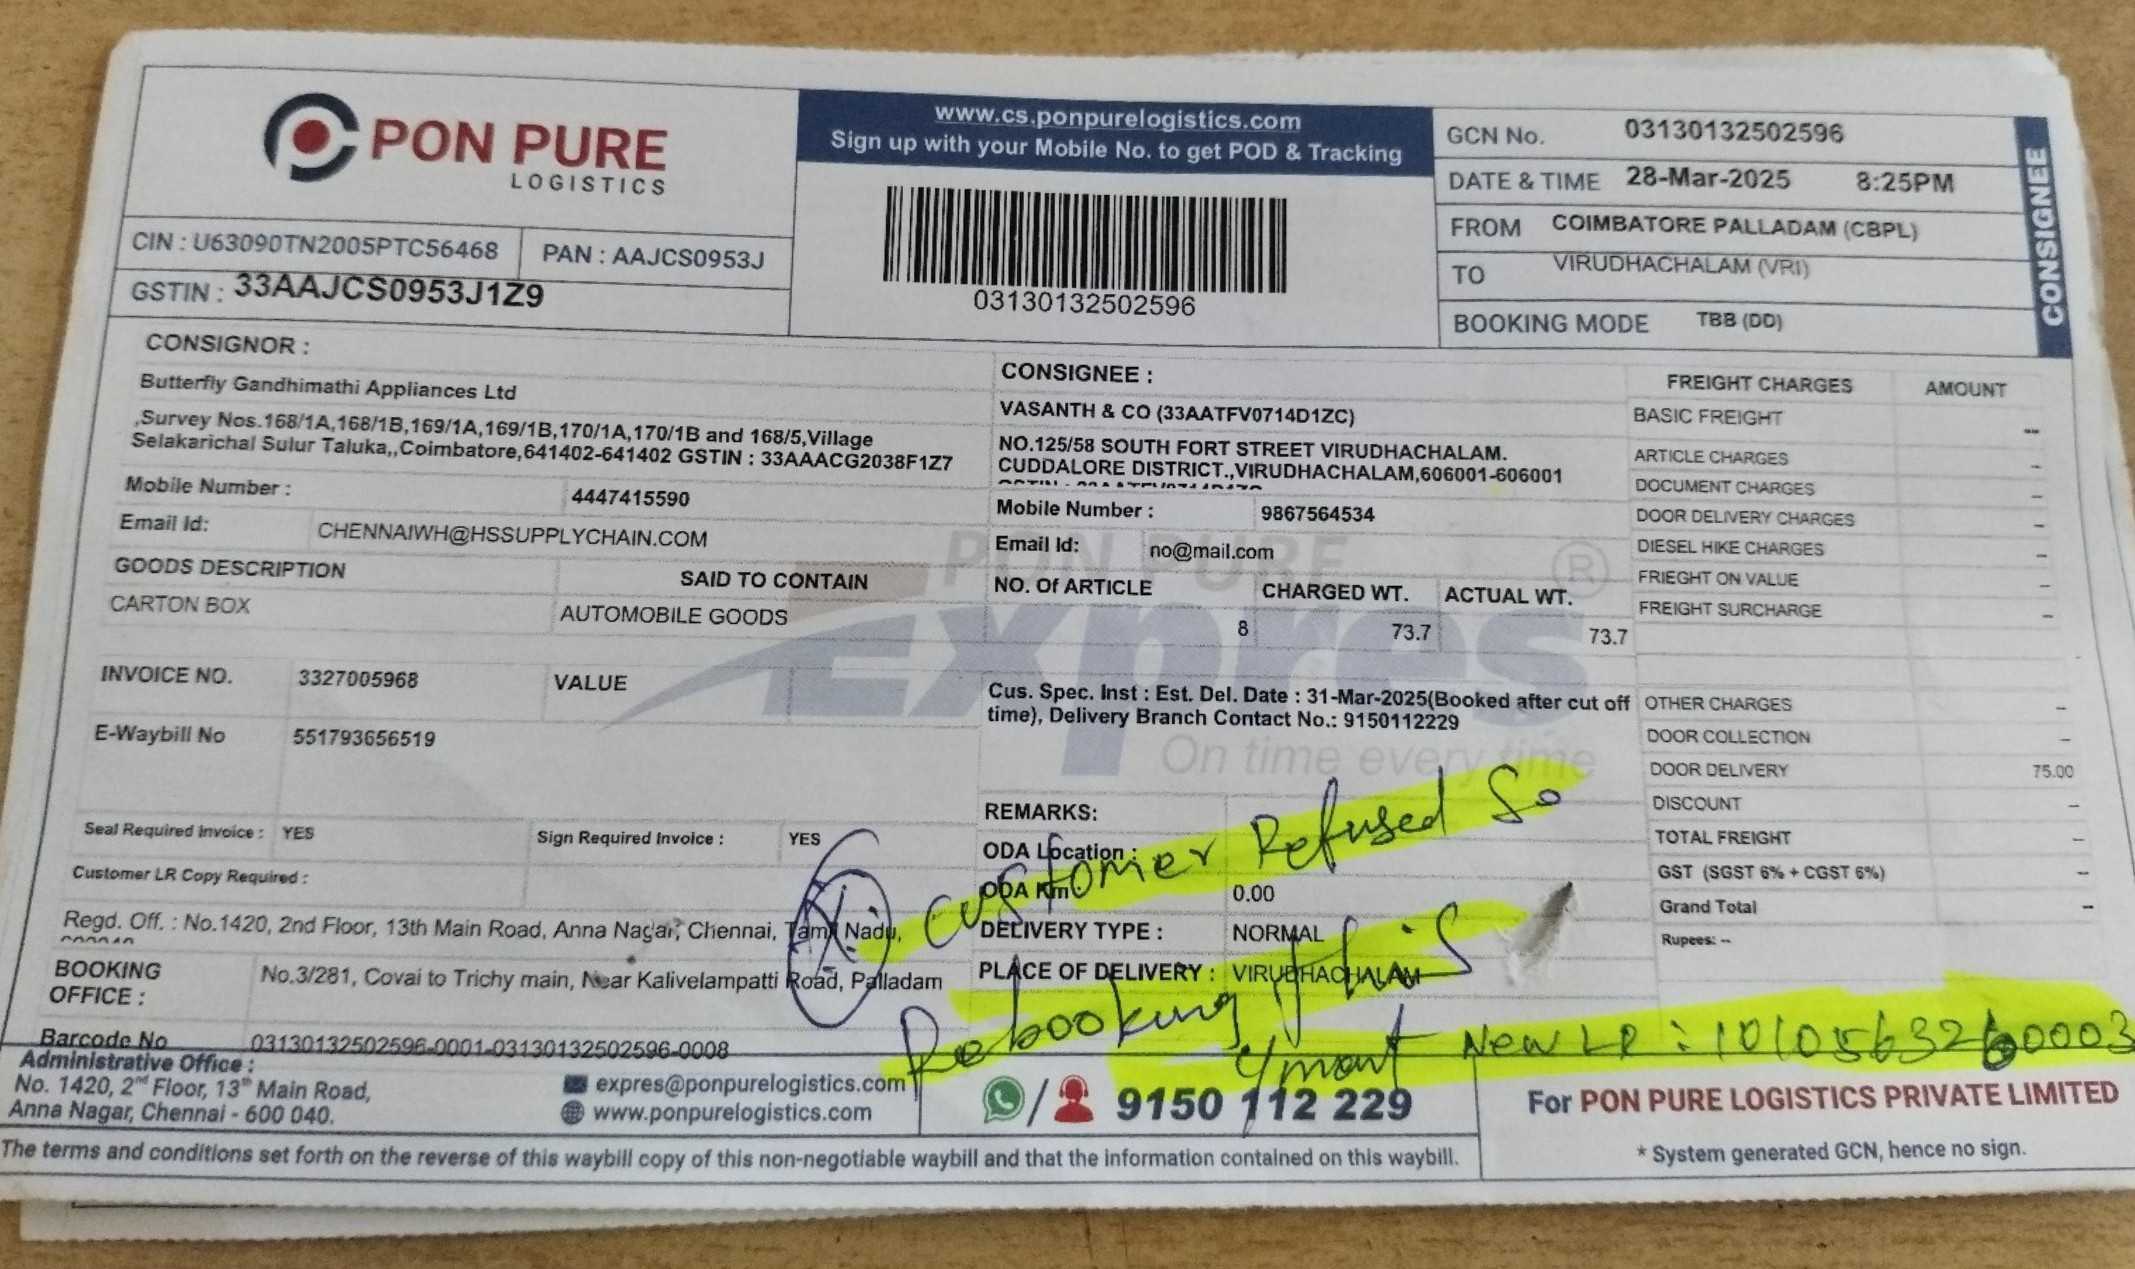 PON PURE
LOGISTICS
www.cs.ponpurelogistics.com
Sign up with your Mobile No. to get POD & Tracking
03130132502596
GCN No. 03130132502596
DATE & TIME 28-Mar-2025 8:25PM
FROM COIMBATORE PALLADAM (CBPL)
TO VIRUDHACHALAM (VRI)
BOOKING MODE TBB (DD)
CONSIGNEE
CIN : U63090TN2005PTC56468 PAN : AAJCS0953J
GSTIN : 33AAJCS0953J1Z9
CONSIGNOR :
Butterfly Gandhimathi Appliances Ltd
,Survey Nos.168/1A,168/1B,169/1A,169/1B,170/1A,170/1B and 168/5,Village
Selakarichal Sulur Taluka,,Coimbatore,641402-641402 GSTIN : 33AAACG2038F1Z7
Mobile Number : 4447415590
Email Id: CHENNAIWH@HSSUPPLYCHAIN.COM
CONSIGNEE :
VASANTH & CO (33AATFV0714D1ZC)
NO.125/58 SOUTH FORT STREET VIRUDHACHALAM.
CUDDALORE DISTRICT.,VIRUDHACHALAM,606001-606001
Mobile Number : 9867564534
Email Id: no@mail.com
GOODS DESCRIPTION SAID TO CONTAIN NO. Of ARTICLE CHARGED WT. ACTUAL WT.
CARTON BOX AUTOMOBILE GOODS 8 73.7 73.7
PON PURE
Expres ®
On time every time
INVOICE NO. 3327005968 VALUE
E-Waybill No 551793656519
Cus. Spec. Inst : Est. Del. Date : 31-Mar-2025(Booked after cut off
time), Delivery Branch Contact No.: 9150112229
Seal Required Invoice : YES Sign Required Invoice : YES
Customer LR Copy Required :
Regd. Off. : No.1420, 2nd Floor, 13th Main Road, Anna Nagar, Chennai, Tamil Nadu,
BOOKING
OFFICE : No.3/281, Covai to Trichy main, Near Kalivelampatti Road, Palladam
Barcode No 03130132502596-0001-03130132502596-0008
REMARKS:
ODA Location :
ODA Km 0.00
DELIVERY TYPE : NORMAL
PLACE OF DELIVERY : VIRUDHACHALAM
FREIGHT CHARGES AMOUNT
BASIC FREIGHT --
ARTICLE CHARGES -
DOCUMENT CHARGES -
DOOR DELIVERY CHARGES -
DIESEL HIKE CHARGES -
FRIEGHT ON VALUE -
FREIGHT SURCHARGE -
OTHER CHARGES -
DOOR COLLECTION -
DOOR DELIVERY 75.00
DISCOUNT -
TOTAL FREIGHT -
GST (SGST 6% + CGST 6%) -
Grand Total -
Rupees: --
customer Refused So
Rebooking this
New LR : 1010563260003
Administrative Office :
No. 1420, 2nd Floor, 13th Main Road,
Anna Nagar, Chennai - 600 040.
expres@ponpurelogistics.com
www.ponpurelogistics.com
/ 9150 112 229
For PON PURE LOGISTICS PRIVATE LIMITED
* System generated GCN, hence no sign.
The terms and conditions set forth on the reverse of this waybill copy of this non-negotiable waybill and that the information contained on this waybill.